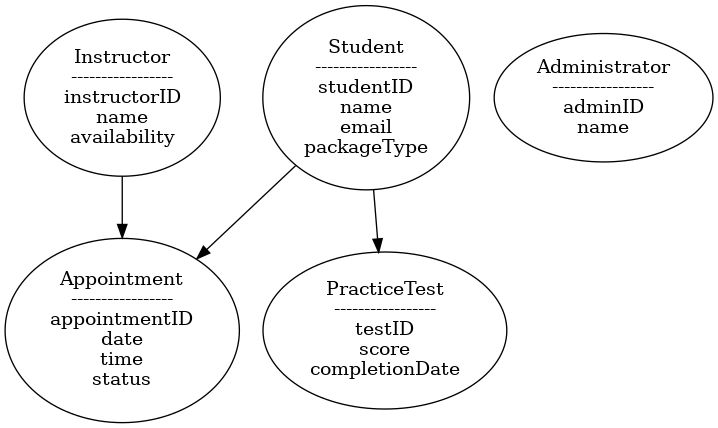 Instructor
-----------------
instructorID
name
availability
Student
-----------------
studentID
name
email
packageType
Administrator
-----------------
adminID
name
Appointment
-----------------
appointmentID
date
time
status
PracticeTest
-----------------
testID
score
completionDate